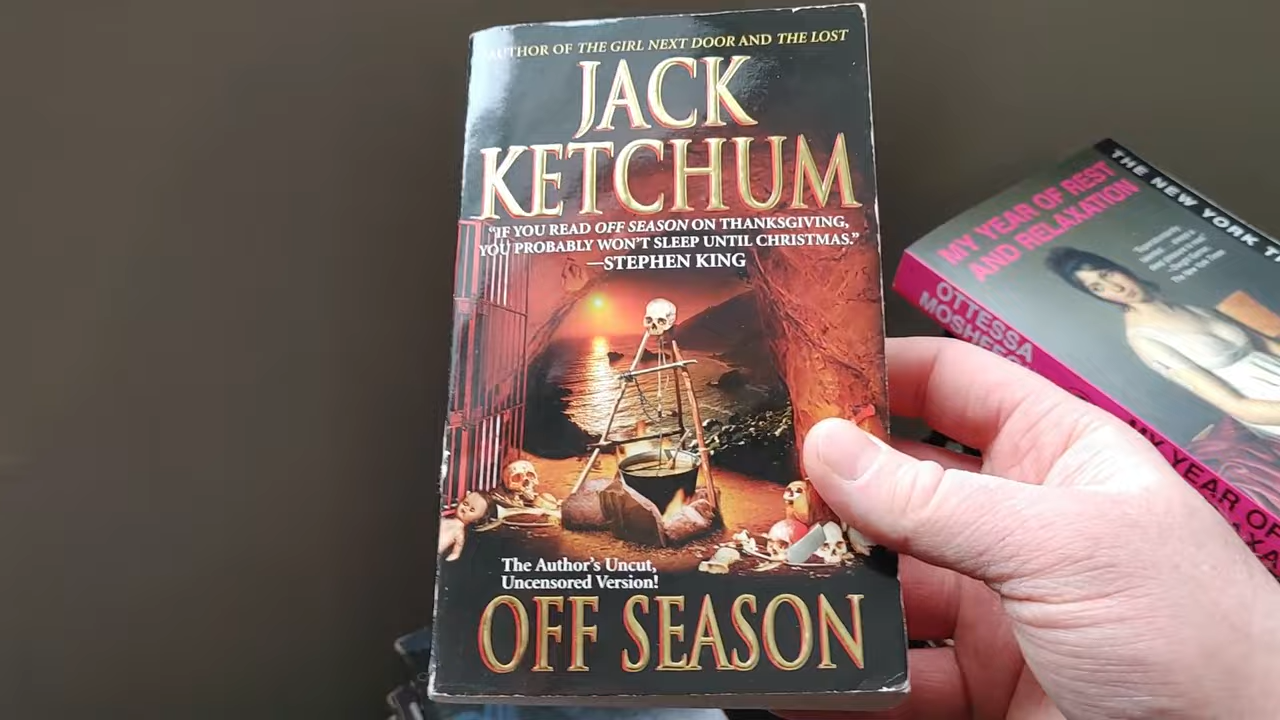 AUTHOR OF THE GIRL NEXT DOOR AND THE LOST
JACK
KETCHUM
"IF YOU READ OFF SEASON ON THANKSGIVING,
YOU PROBABLY WON'T SLEEP UNTIL CHRISTMAS."
—STEPHEN KING
The Author's Uncut,
Uncensored Version!
OFF SEASON
THE NEW YORK T
MY YEAR OF REST
AND RELAXATION
OTTESSA
MOSHFEGH
MY YEAR OF